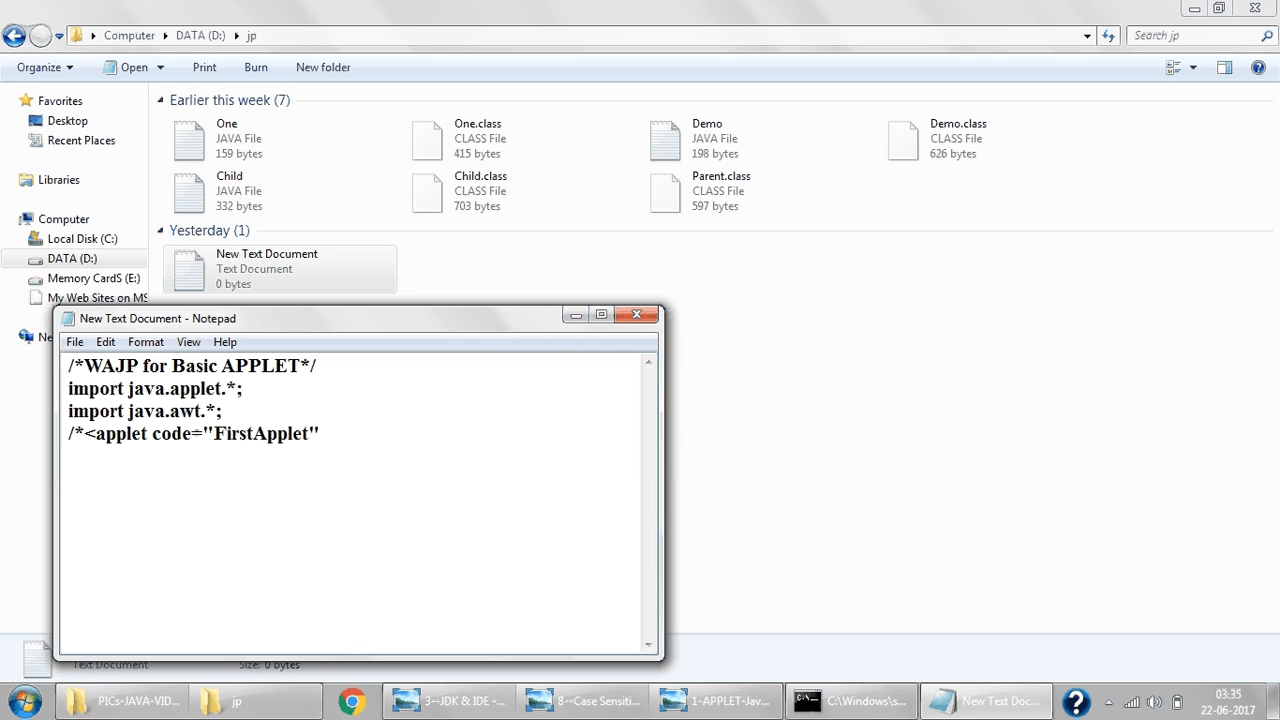 Computer
DATA (D:)
jp
Search jp
Organize
Open
Print
Burn
New folder
Favorites
Desktop
Recent Places
Libraries
Computer
Local Disk (C:)
DATA (D:)
Memory CardS (E:)
My Web Sites on MS
Ne
Earlier this week (7)
One
JAVA File
159 bytes
One.class
CLASS File
415 bytes
Demo
JAVA File
198 bytes
Demo.class
CLASS File
626 bytes
Child
JAVA File
332 bytes
Child.class
CLASS File
703 bytes
Parent.class
CLASS File
597 bytes
Yesterday (1)
New Text Document
Text Document
0 bytes
New Text Document - Notepad
File Edit Format View Help
/*WAJP for Basic APPLET*/
import java.applet.*;
import java.awt.*;
/*<applet code="FirstApplet"
Text Document
Size: 0 bytes
PICs-JAVA-VID...
jp
3--JDK & IDE -...
8--Case Sensiti...
1-APPLET-Jav...
C:\Windows\s...
New Text Doc...
03:35
22-06-2017